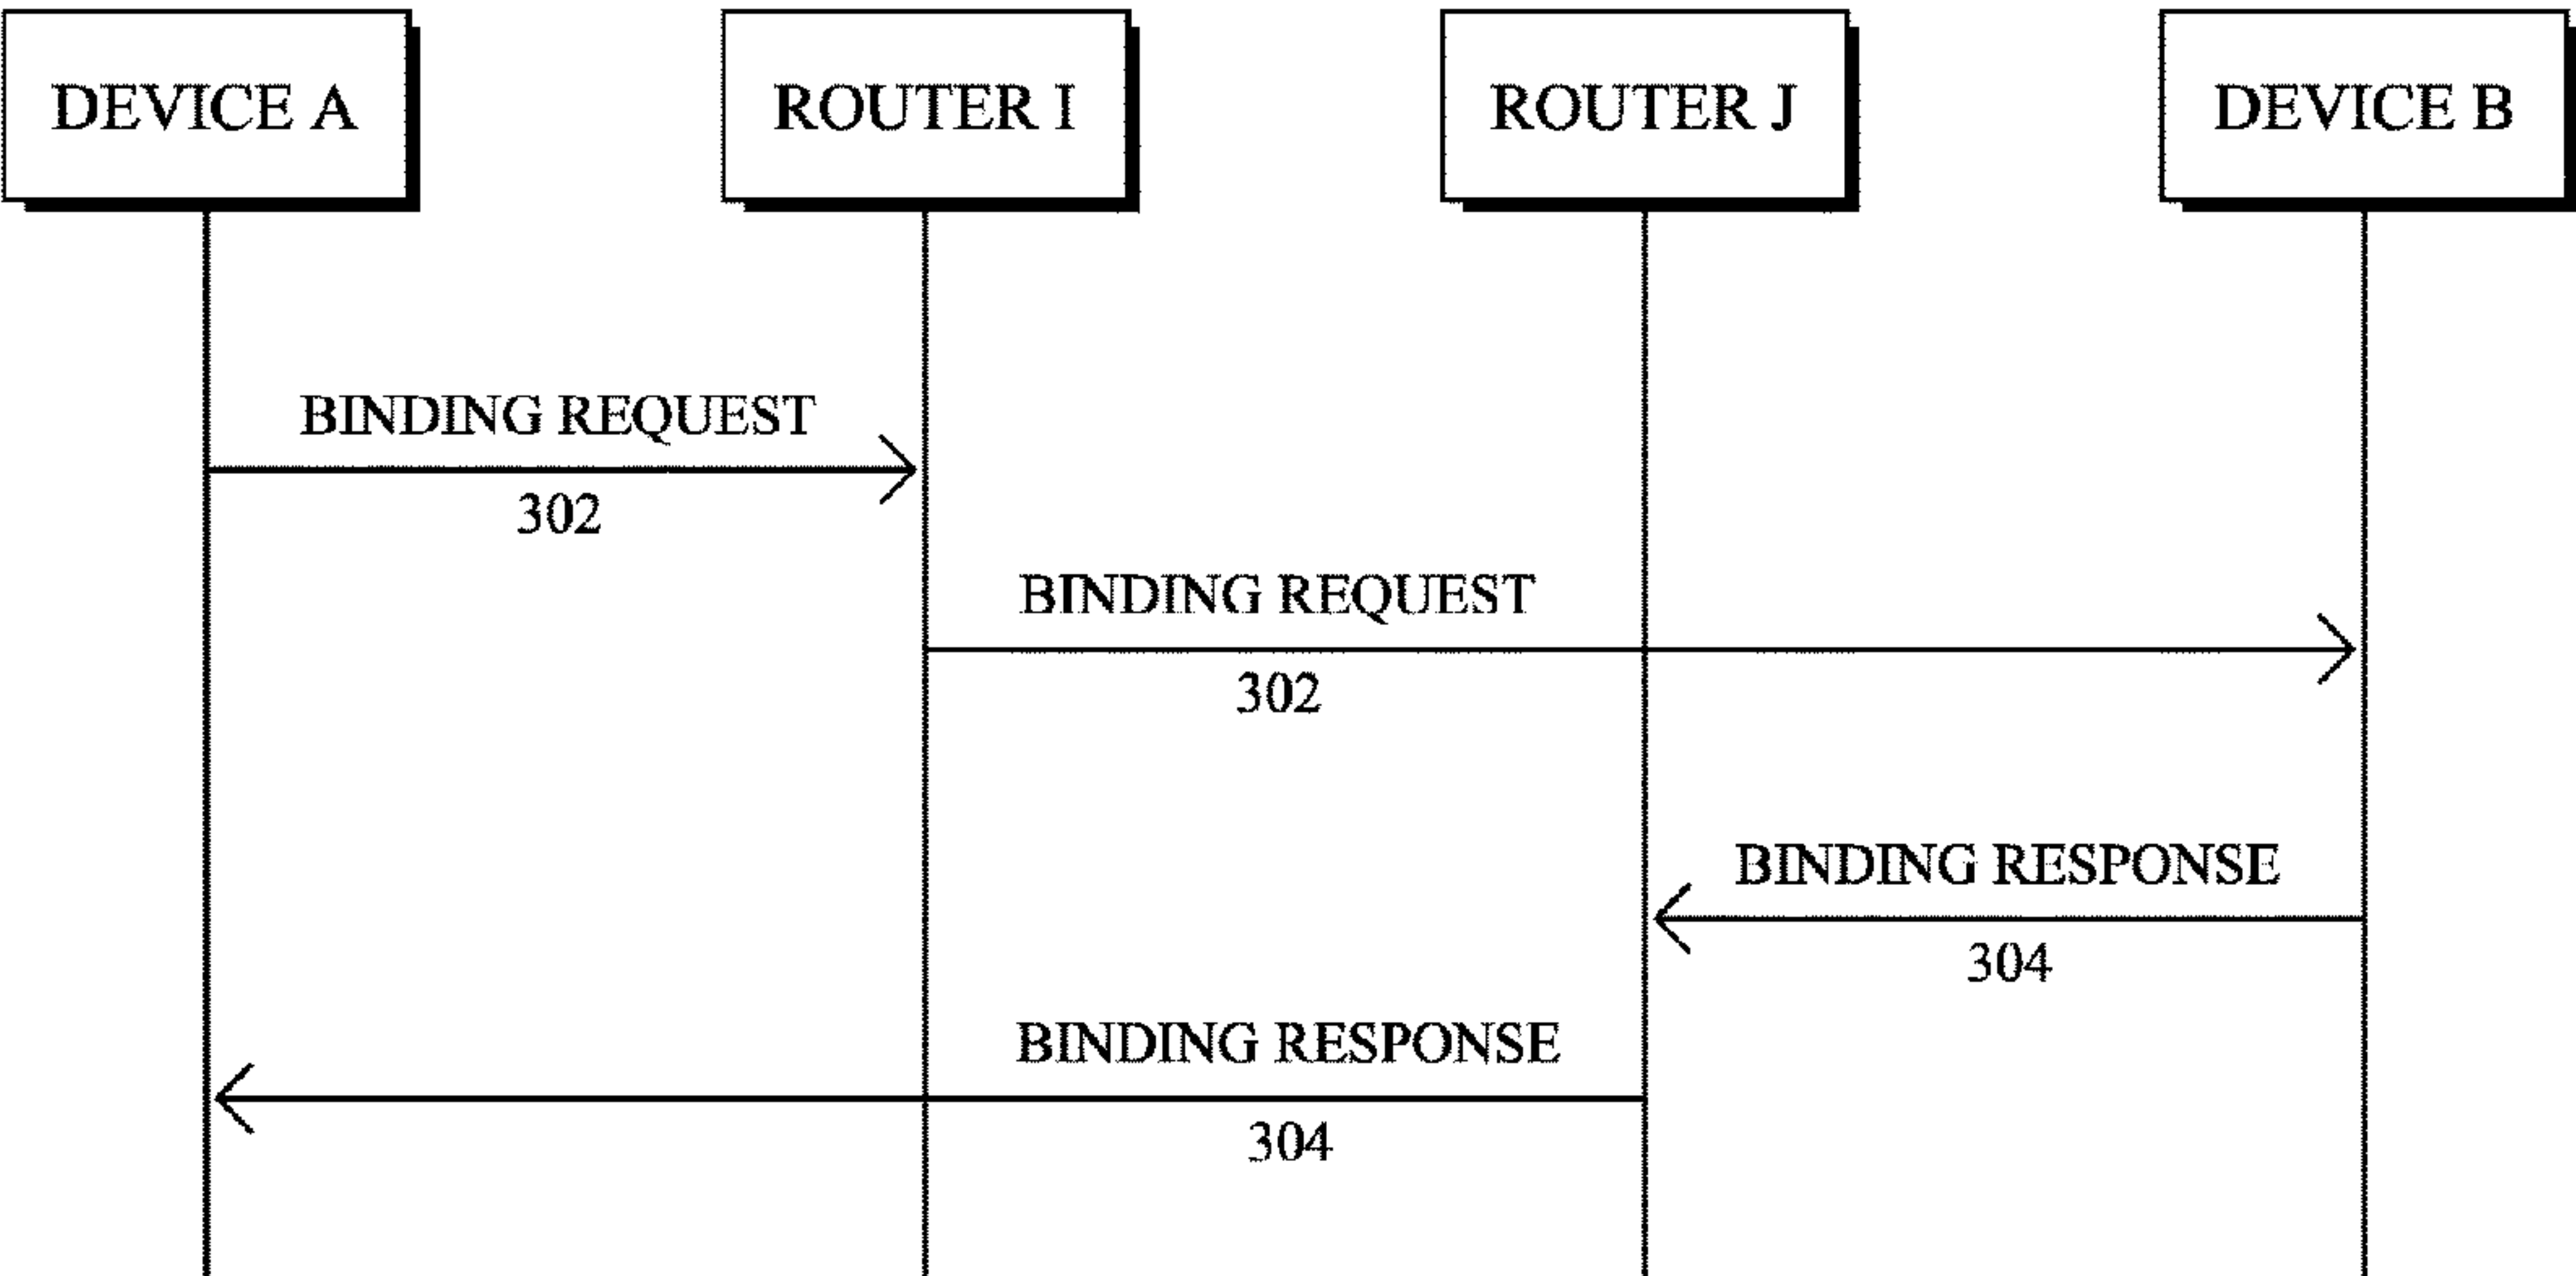 DEVICE A
ROUTER I
ROUTER J
DEVICE B
BINDING REQUEST
302
BINDING REQUEST
302
BINDING RESPONSE
304
BINDING RESPONSE
304